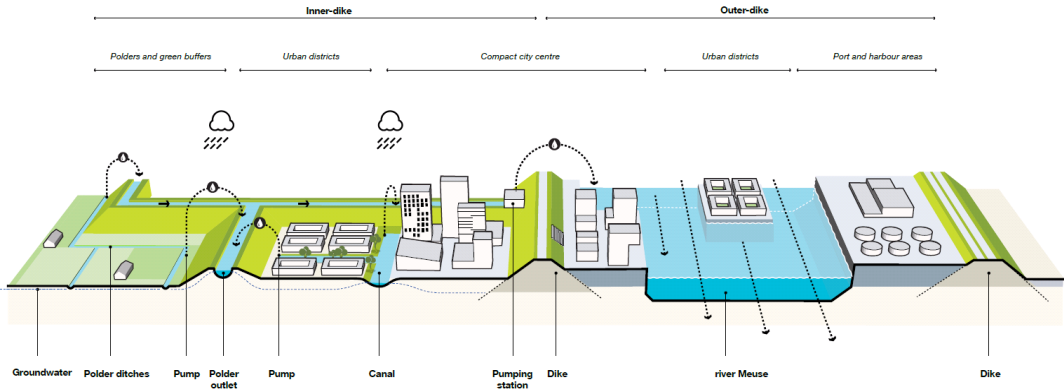 Inner-dike
Outer-dike
Polders and green buffers
Urban districts
Compact city centre
Urban districts
Port and harbour areas
Groundwater
Polder ditches
Pump
Polder
outlet
Pump
Canal
Pumping
station
Dike
river Meuse
Dike